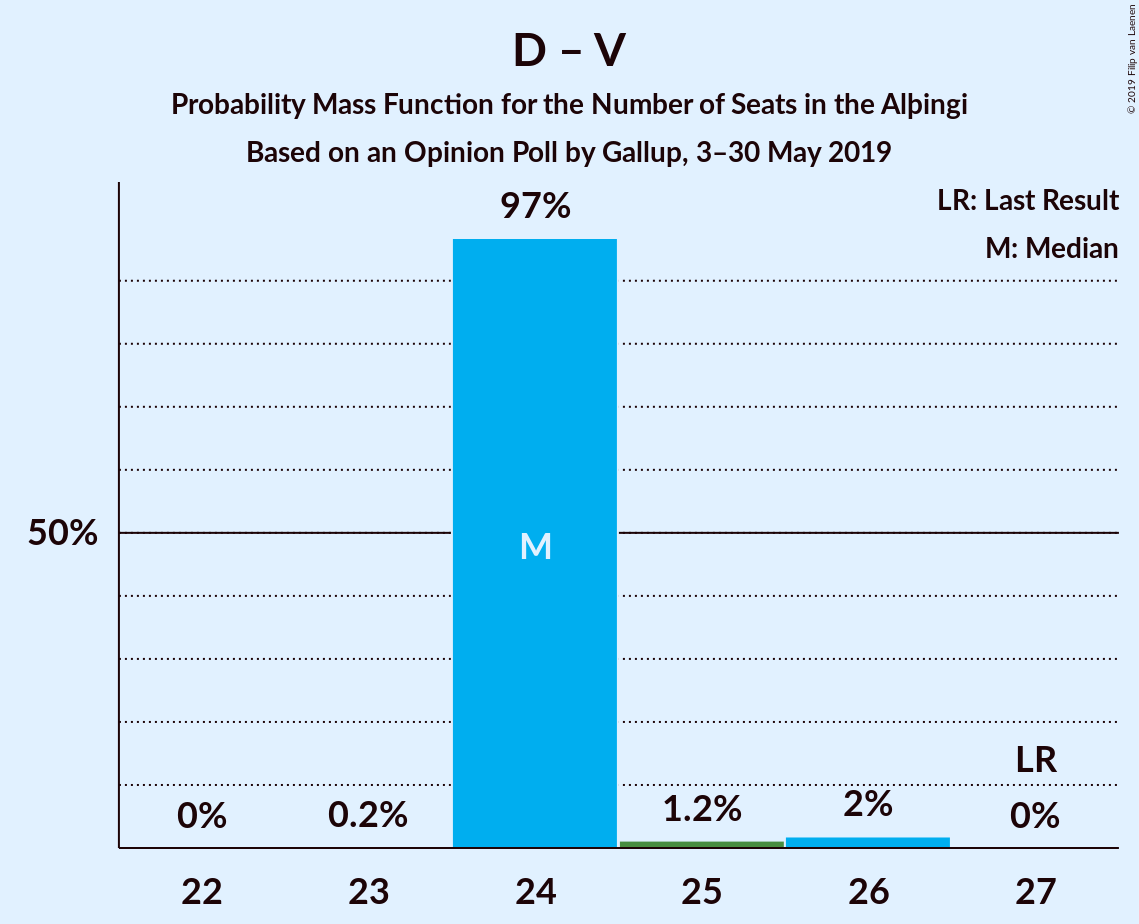 D – V
Probability Mass Function for the Number of Seats in the Alþingi
Based on an Opinion Poll by Gallup, 3–30 May 2019
© 2019 Filip van Laenen
LR: Last Result
M: Median
97%
50%
M
LR
0%
0.2%
1.2%
2%
0%
22
23
24
25
26
27